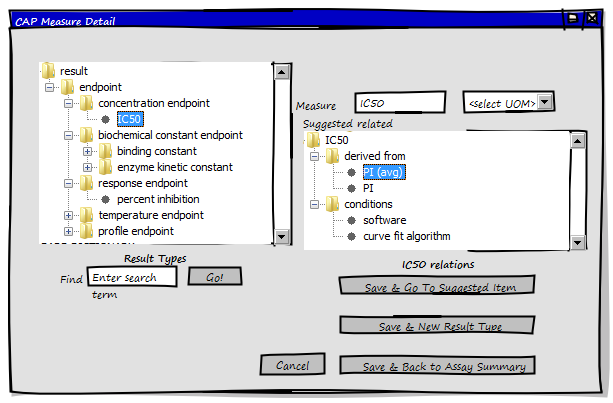 CAP Measure Detail
result
endpoint
concentration endpoint
IC50
biochemical constant endpoint
binding constant
enzyme kinetic constant
response endpoint
percent inhibition
temperature endpoint
profile endpoint
Result Types
Find
Enter search
term
Go!
Measure
IC50
<select UOM>
Suggested related
IC50
derived from
PI (avg)
PI
conditions
software
curve fit algorithm
IC50 relations
Save & Go To Suggested Item
Save & New Result Type
Cancel
Save & Back to Assay Summary